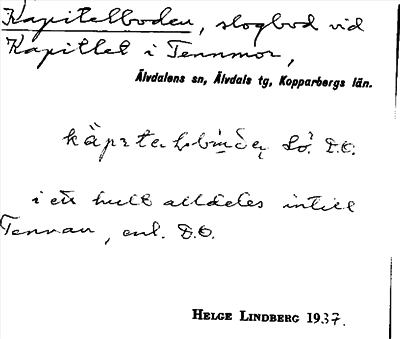 Kapitelboden, slogbod vid
Kapitlet i Tennmor,
Älvdalens sn, Älvdals tg, Kopparbergs län.
Sö. D.O.
i ett hult alldeles intill
Tennan, enl. D.O.
HELGE LINDBERG 1937.